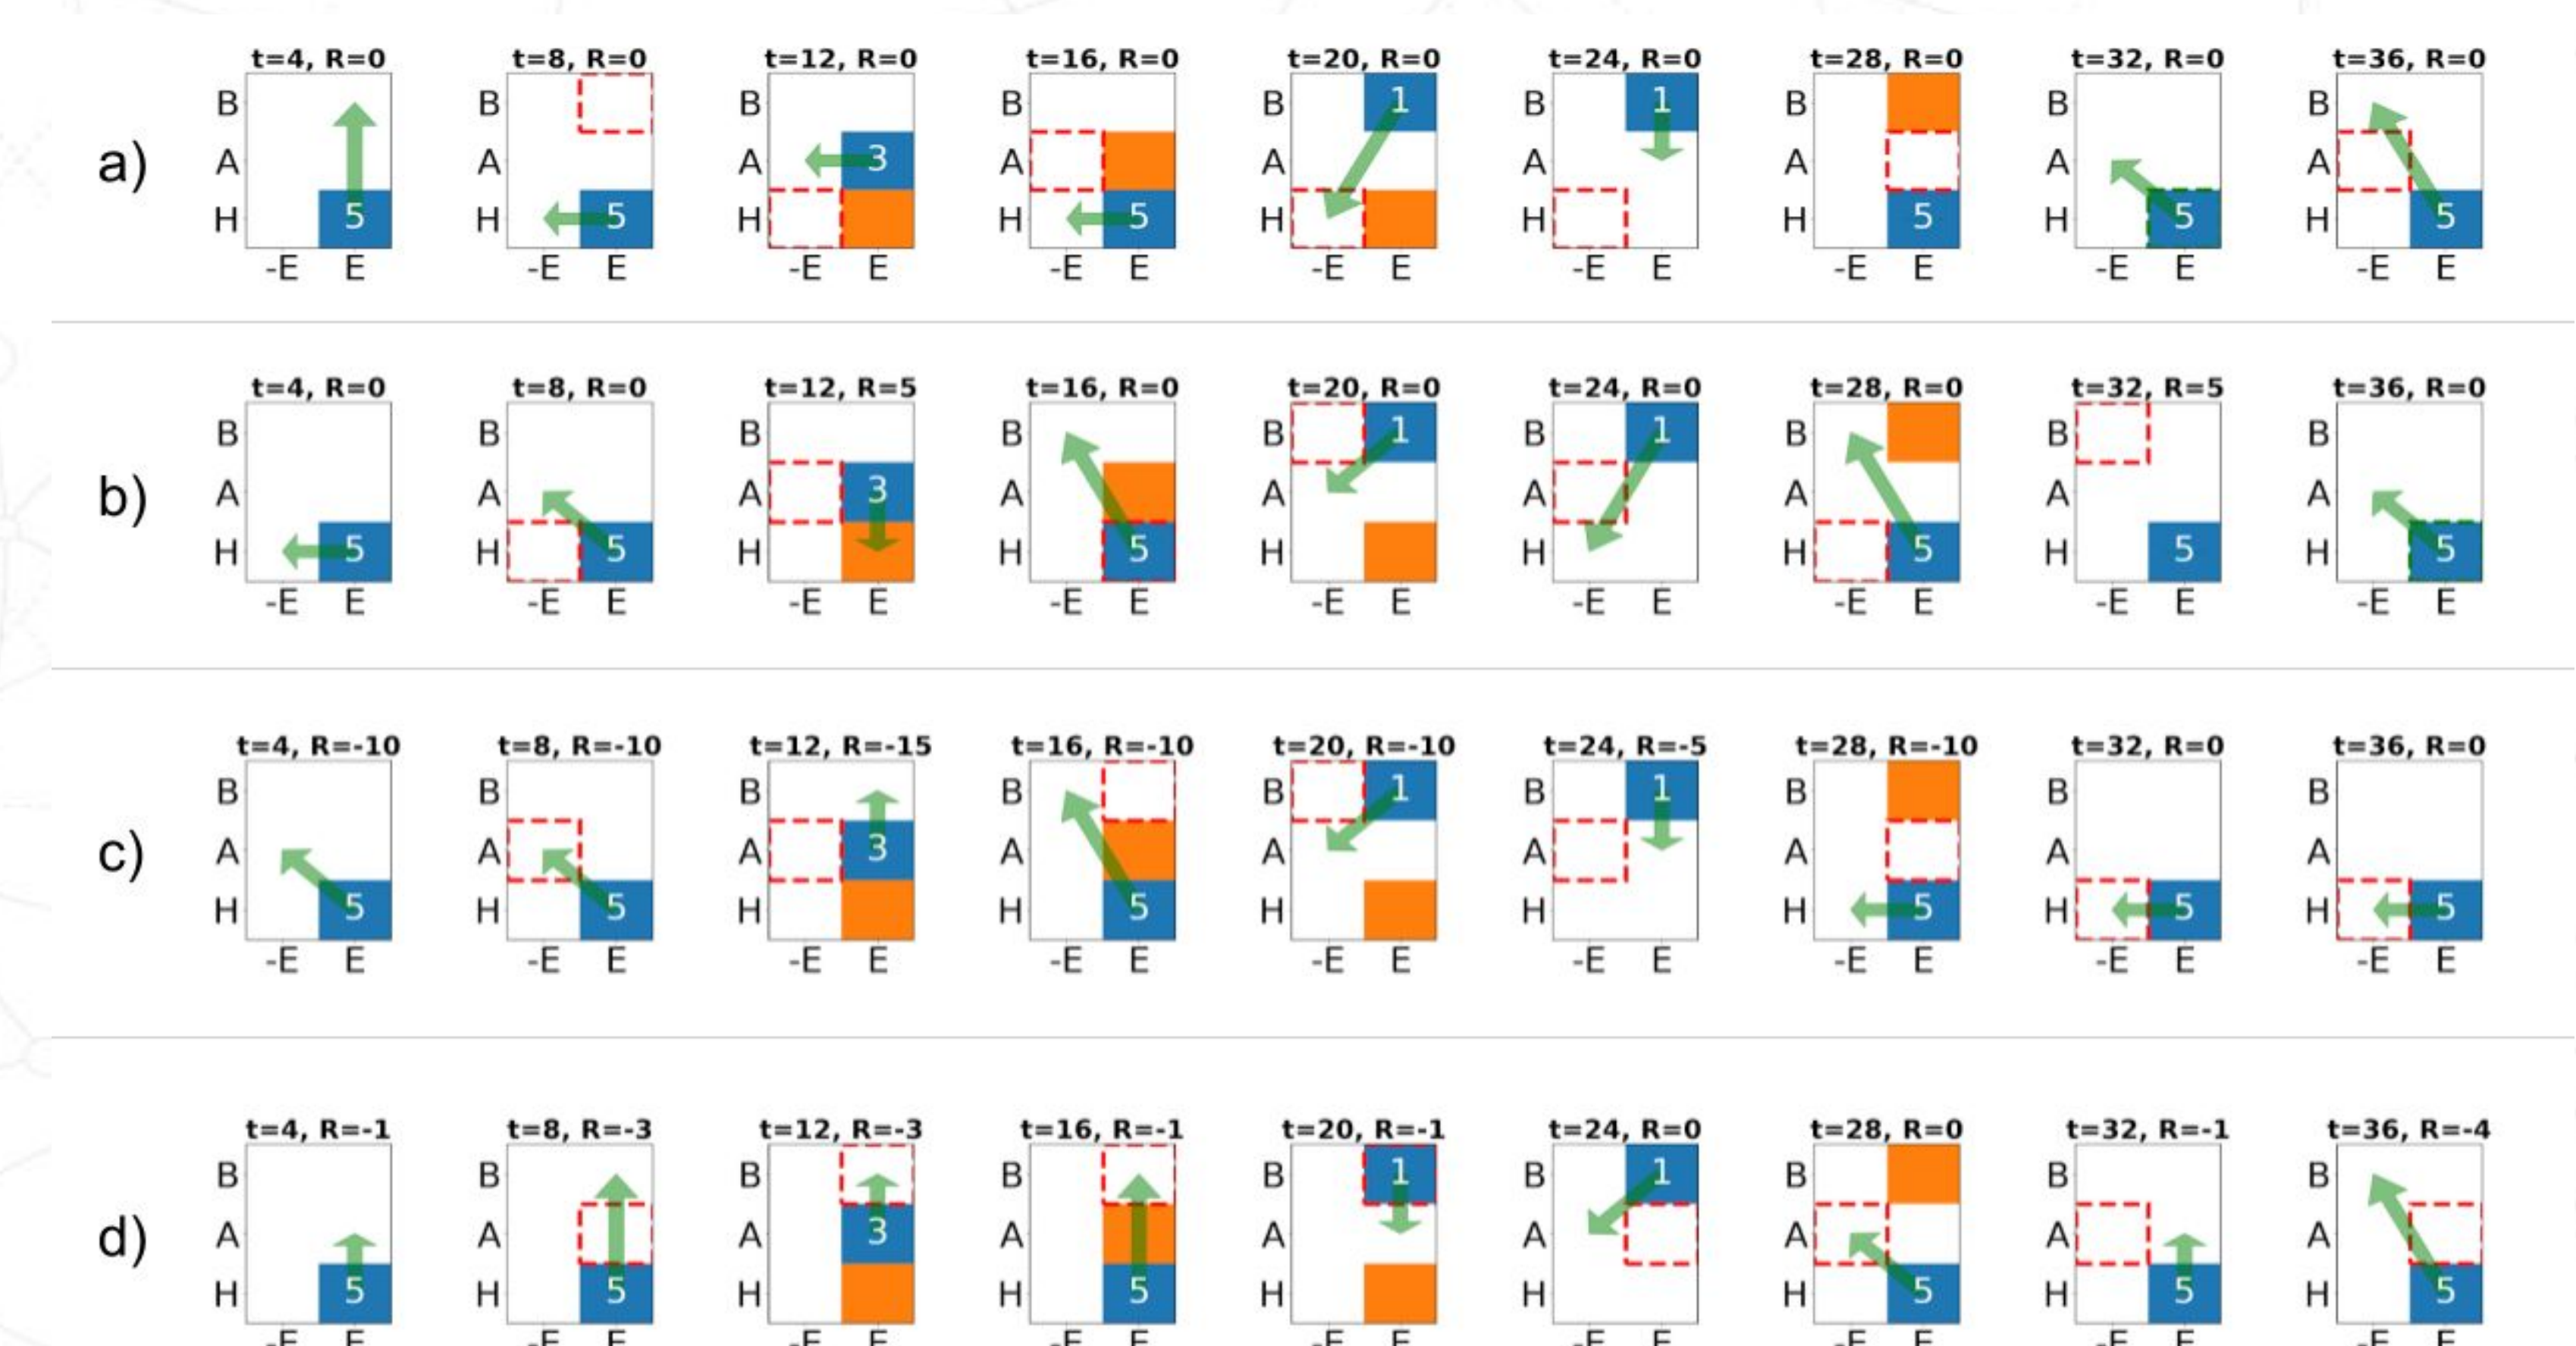 t=4, R=0 t=8, R=0 t=12, R=0 t=16, R=0 t=20, R=0 t=24, R=0 t=28, R=0 t=32, R=0 t=36, R=0
B B B 1 B 1 B B B B B
a) A A A 3 A A A A A A
H 5 H 5 H H 5 H H H 5 H 5 H 5
-E E -E E -E E -E E -E E -E E -E E -E E -E E
t=4, R=0 t=8, R=0 t=12, R=5 t=16, R=0 t=20, R=0 t=24, R=0 t=28, R=0 t=32, R=5 t=36, R=0
B B B B B 1 B 1 B B B
b) A A A 3 A A A A A A
H 5 H 5 H H 5 H H H 5 H 5 H 5
-E E -E E -E E -E E -E E -E E -E E -E E -E E
t=4, R=-10 t=8, R=-10 t=12, R=-15 t=16, R=-10 t=20, R=-10 t=24, R=-5 t=28, R=-10 t=32, R=0 t=36, R=0
B B B B B 1 B 1 B B B
c) A A A 3 A A A A A A
H 5 H 5 H H 5 H H H 5 H 5 H 5
-E E -E E -E E -E E -E E -E E -E E -E E -E E
t=4, R=-1 t=8, R=-3 t=12, R=-3 t=16, R=-1 t=20, R=-1 t=24, R=0 t=28, R=0 t=32, R=-1 t=36, R=-4
B B B B B 1 B 1 B B B
d) A A A 3 A A A A A A
H 5 H 5 H H 5 H H H 5 H 5 H 5
-E E -E E -E E -E E -E E -E E -E E -E E -E E